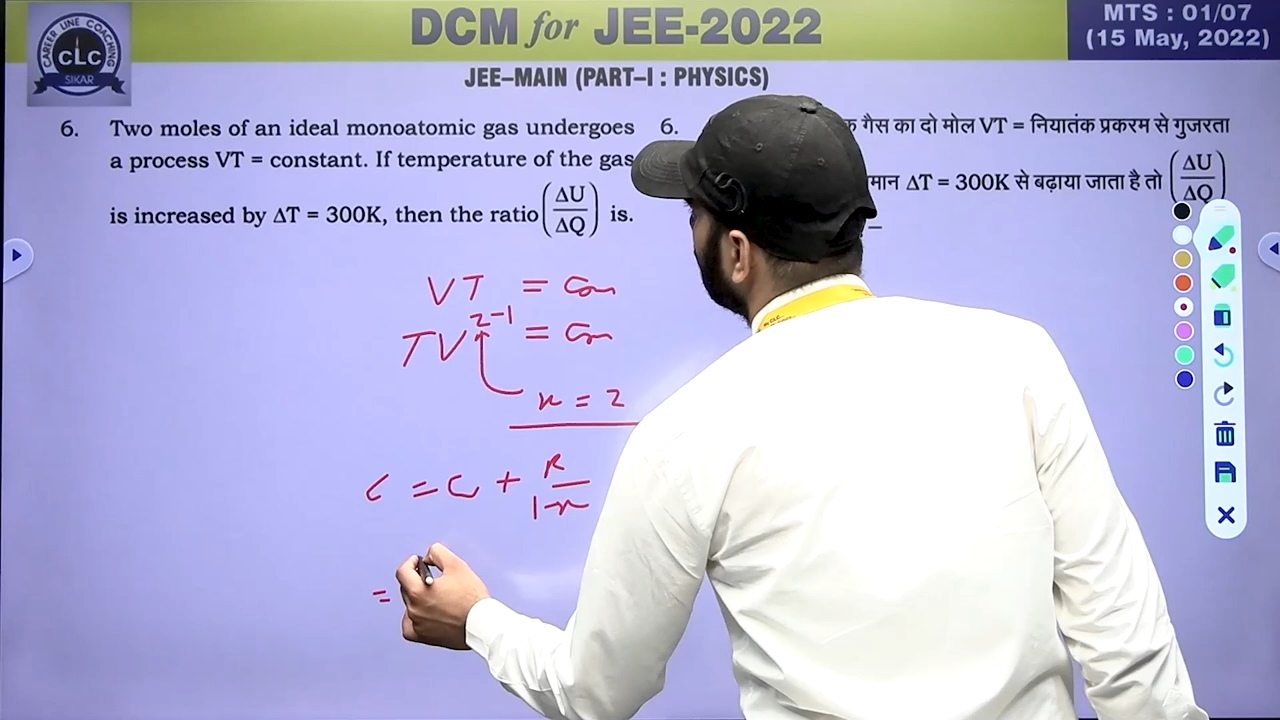 DCM for JEE-2022
MTS : 01/07
(15 May, 2022)
CAREER LINE COACHING
CLC
SIKAR
JEE–MAIN (PART–I : PHYSICS)
6. Two moles of an ideal monoatomic gas undergoes
a process VT = constant. If temperature of the gas
is increased by ΔT = 300K, then the ratio (ΔU/ΔQ) is.
6. गैस का दो मोल VT = नियातंक प्रकरम से गुजरता
ΔT = 300K से बढ़ाया जाता है तो (ΔU/ΔQ)
VT = Con
TV^2-1 = Con
x = 2
C = Cv + R/1-x
=